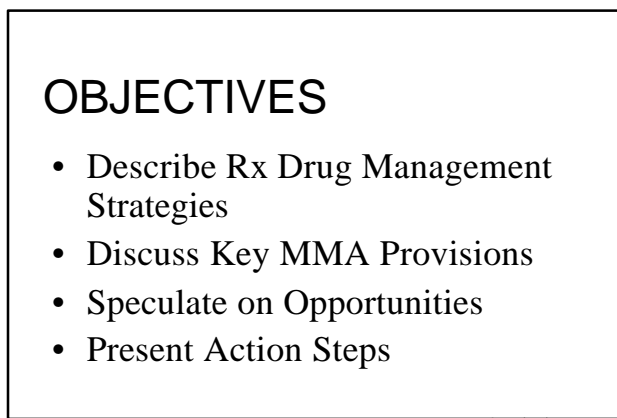 OBJECTIVES
• Describe Rx Drug Management
Strategies
• Discuss Key MMA Provisions
• Speculate on Opportunities
• Present Action Steps